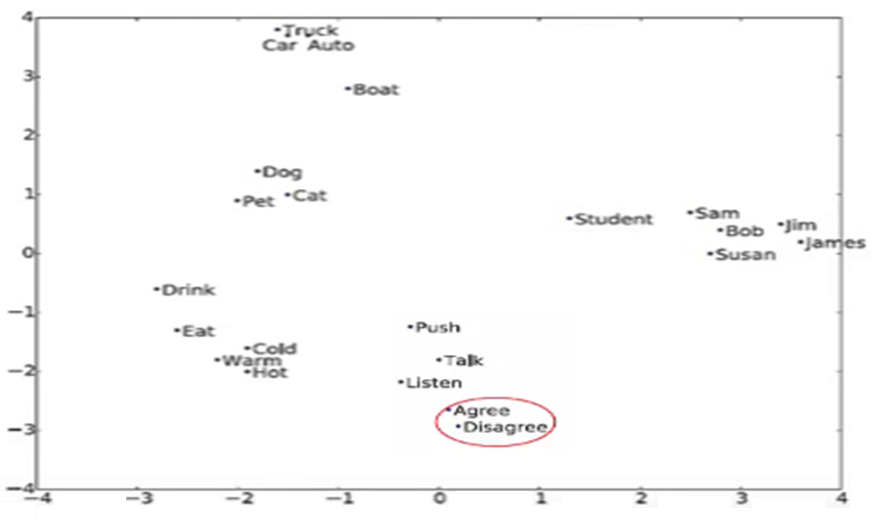 4
Truck
Car Auto
3
Boat
2
Dog
1
Cat
Pet
Sam
Student
Jim
Bob
James
0
Susan
Drink
−1
Push
Eat
Cold
Talk
Warm
−2
Hot
Listen
Agree
Disagree
−3
−4
−4 −3 −2 −1 0 1 2 3 4